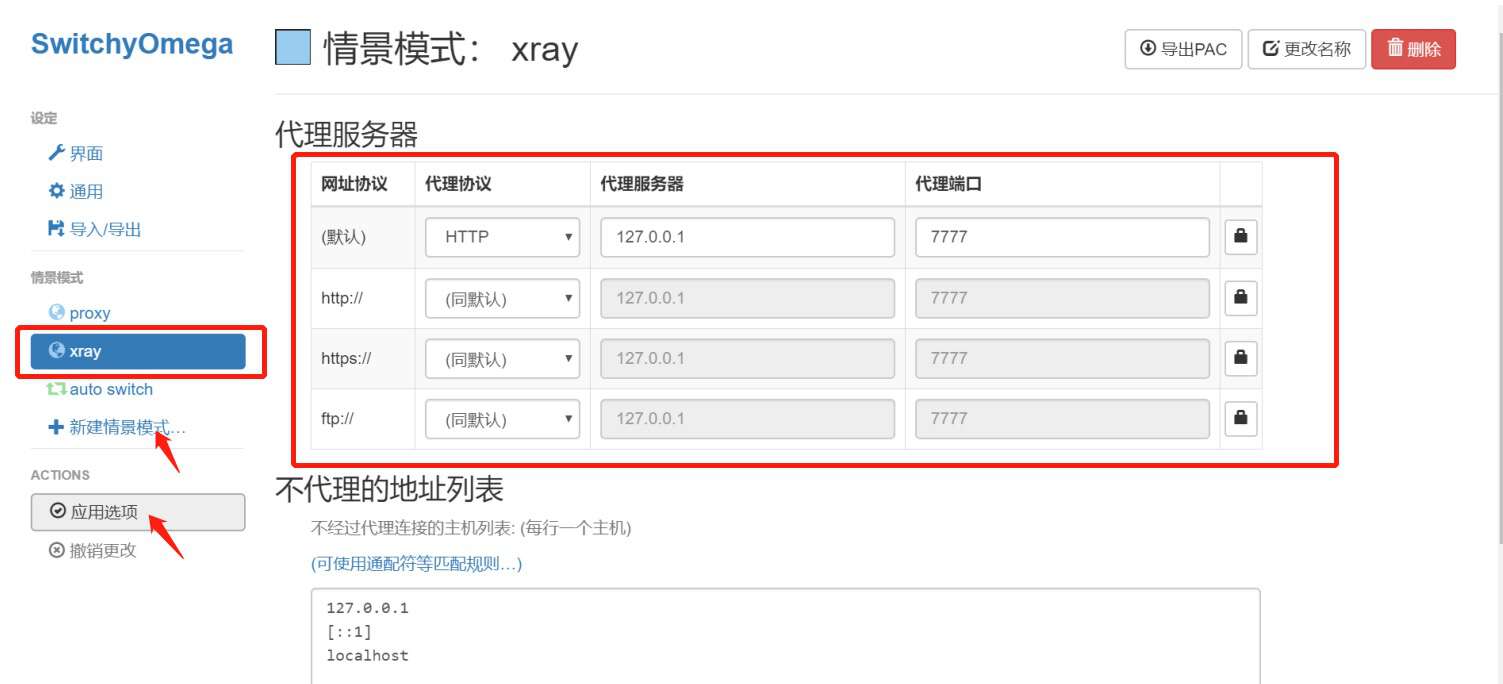 SwitchyOmega
设定
界面
通用
导入/导出
情景模式
proxy
xray
auto switch
新建情景模式…
ACTIONS
应用选项
撤销更改
情景模式： xray
导出PAC 更改名称 删除
代理服务器
网址协议 代理协议 代理服务器 代理端口
(默认) HTTP 127.0.0.1 7777
http:// (同默认) 127.0.0.1 7777
https:// (同默认) 127.0.0.1 7777
ftp:// (同默认) 127.0.0.1 7777
不代理的地址列表
不经过代理连接的主机列表: (每行一个主机)
(可使用通配符等匹配规则…)
127.0.0.1
[::1]
localhost